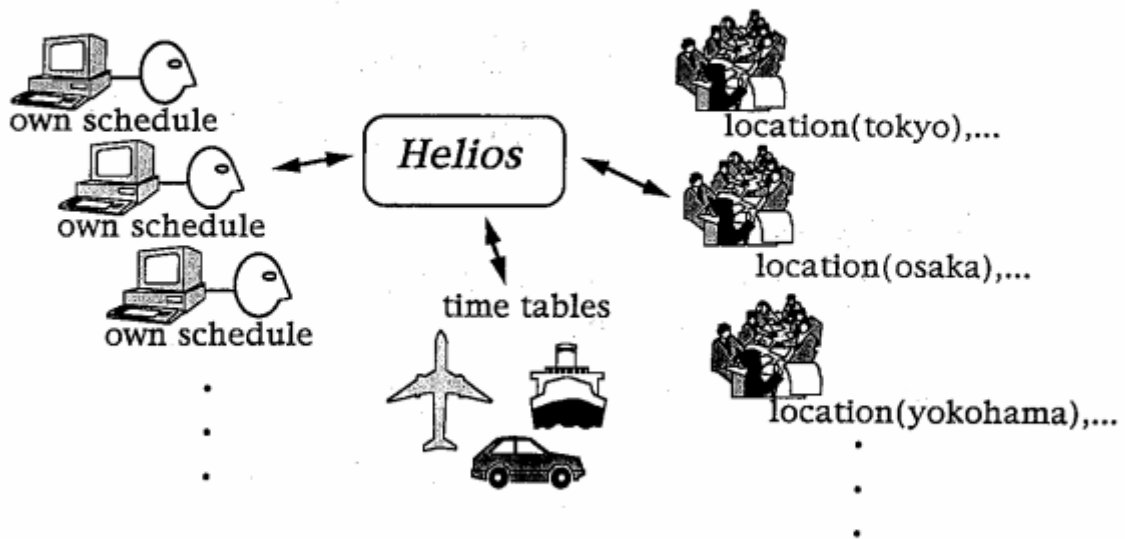 own schedule
own schedule
own schedule
Helios
time tables
location(tokyo),...
location(osaka),...
location(yokohama),...